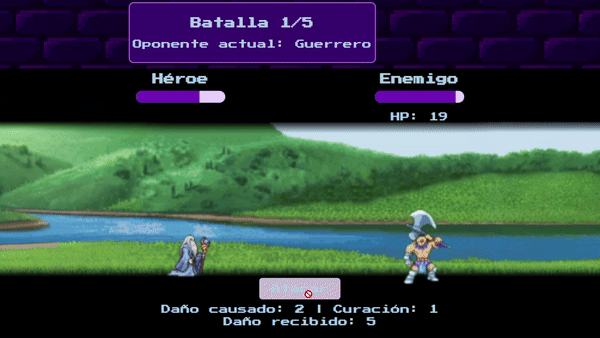 Batalla 1/5
Oponente actual: Guerrero
Héroe
Enemigo
HP: 19
Daño causado: 2 | Curación: 1
Daño recibido: 5